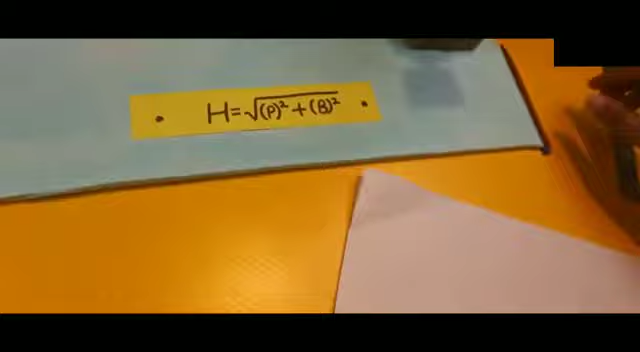 • H=√(P)²+(B)² •